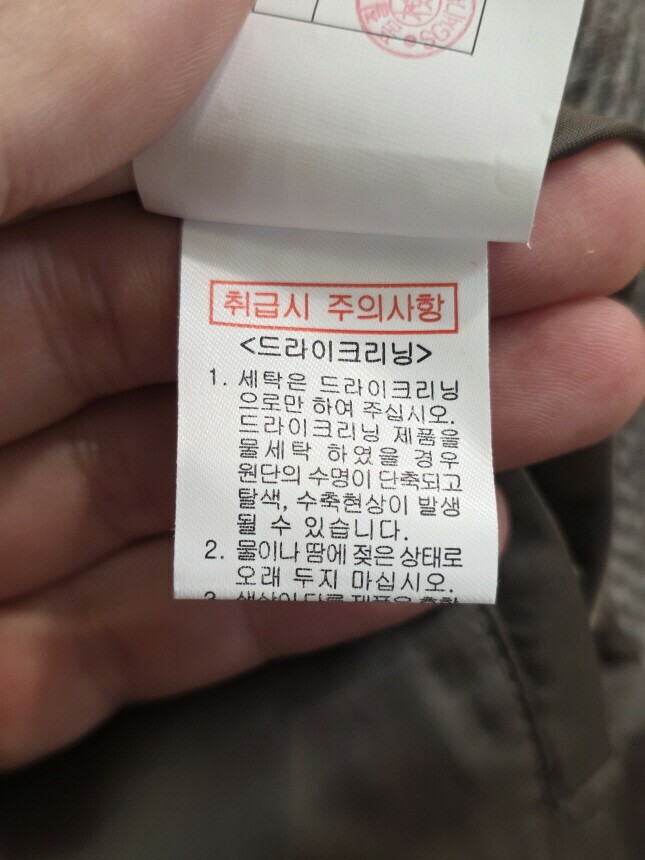 취급시 주의사항
<드라이크리닝>
1. 세탁은 드라이크리닝
으로만 하여 주십시오.
드라이크리닝 제품을
물세탁 하였을 경우
원단의 수명이 단축되고
탈색, 수축현상이 발생
될 수 있습니다.
2. 물이나 땀에 젖은 상태로
오래 두지 마십시오.